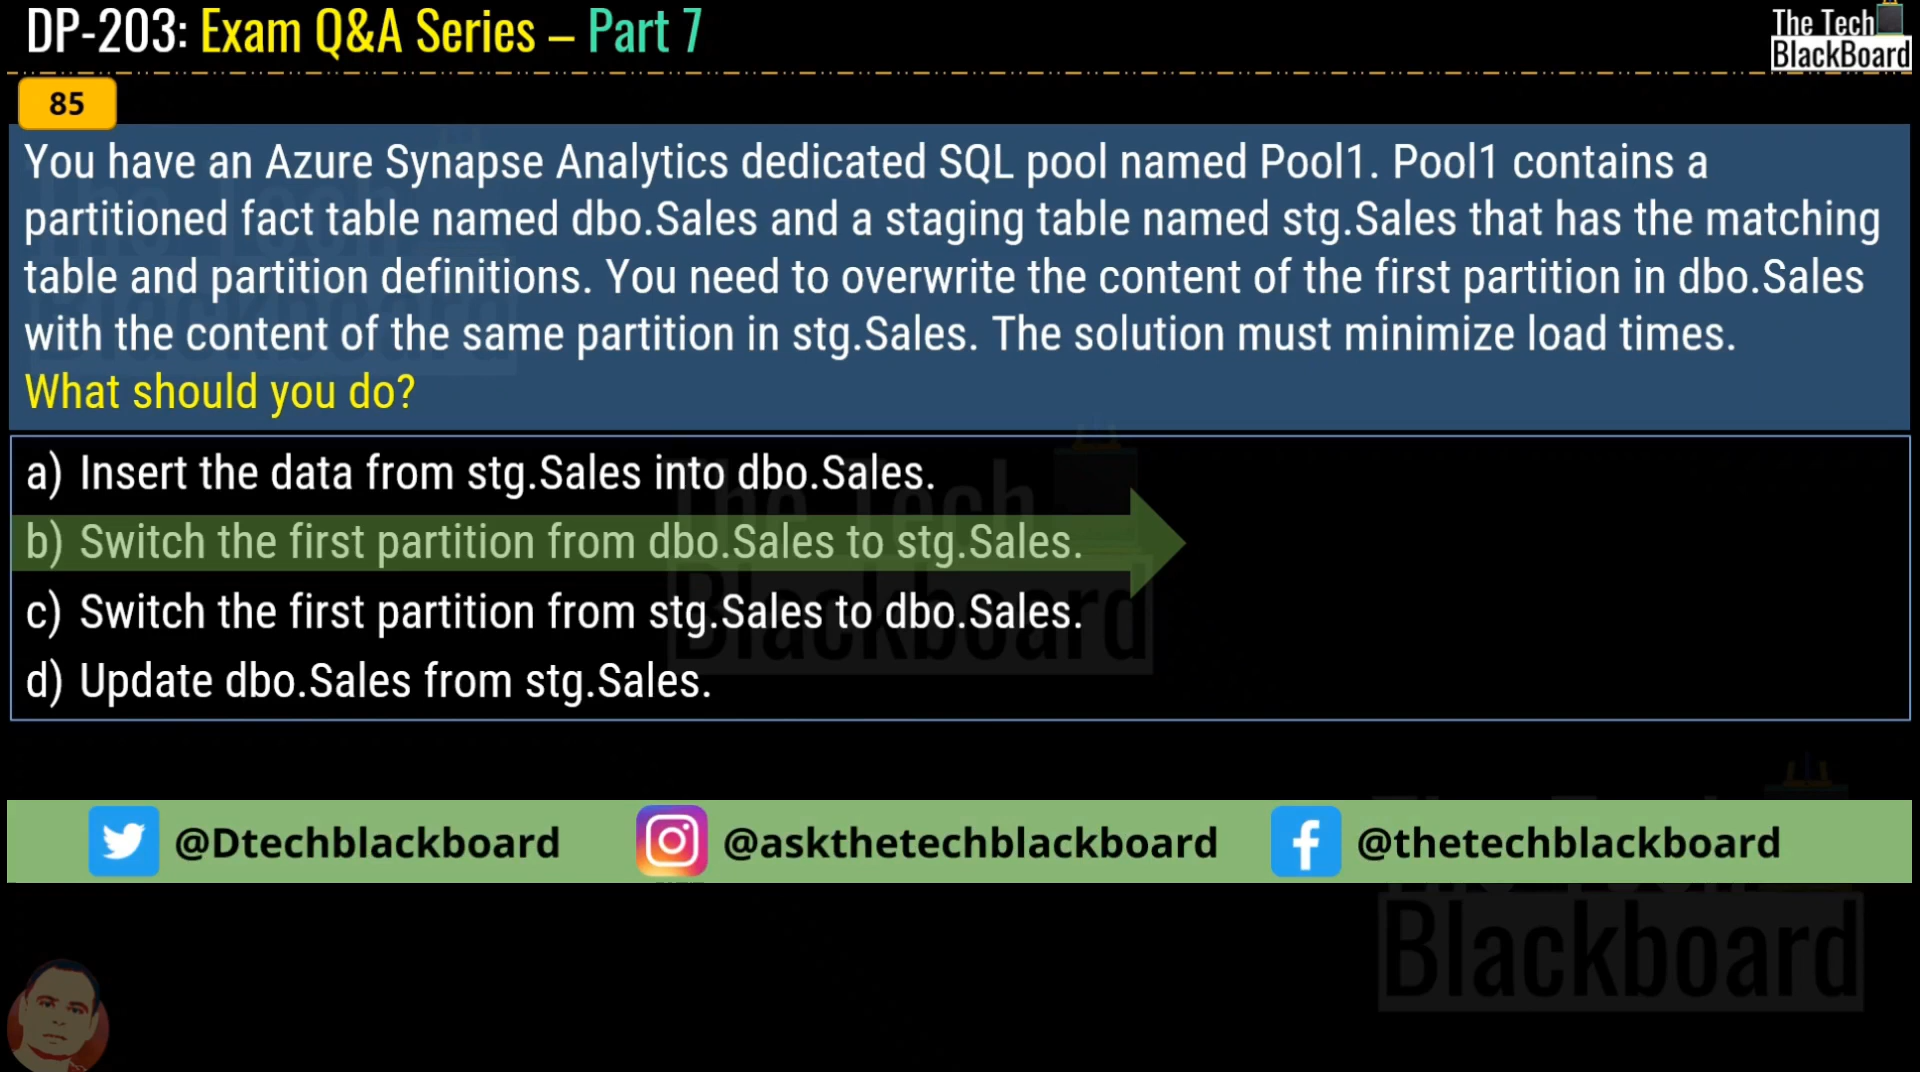 DP-203: Exam Q&A Series – Part 7
The Tech
BlackBoard
85
You have an Azure Synapse Analytics dedicated SQL pool named Pool1. Pool1 contains a
partitioned fact table named dbo.Sales and a staging table named stg.Sales that has the matching
table and partition definitions. You need to overwrite the content of the first partition in dbo.Sales
with the content of the same partition in stg.Sales. The solution must minimize load times.
What should you do?
a) Insert the data from stg.Sales into dbo.Sales.
b) Switch the first partition from dbo.Sales to stg.Sales.
c) Switch the first partition from stg.Sales to dbo.Sales.
d) Update dbo.Sales from stg.Sales.
The Tech
Blackboard
@Dtechblackboard @askthetechblackboard @thetechblackboard
The Tech
Blackboard